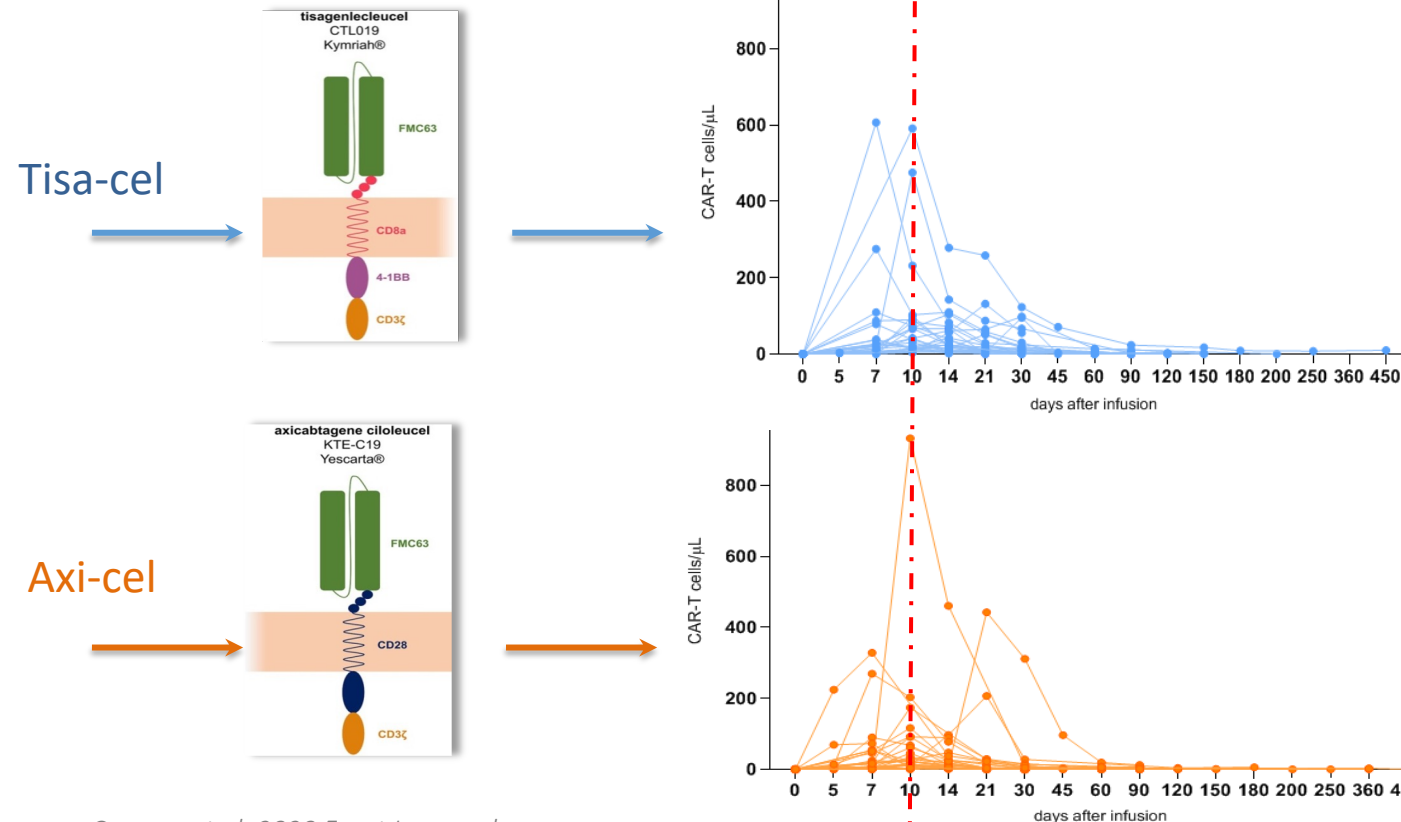 tisagenlecleucel
CTL019
Kymriah®
FMC63
CD8a
4-1BB
CD3ζ
Tisa-cel
CAR-T cells/µL
800
600
400
200
0
0 5 7 10 14 21 30 45 60 90 120 150 180 200 250 360 450
days after infusion
axicabtagene ciloleucel
KTE-C19
Yescarta®
FMC63
CD28
CD3ζ
Axi-cel
CAR-T cells/µL
800
600
400
200
0
0 5 7 10 14 21 30 45 60 90 120 150 180 200 250 360 4
days after infusion